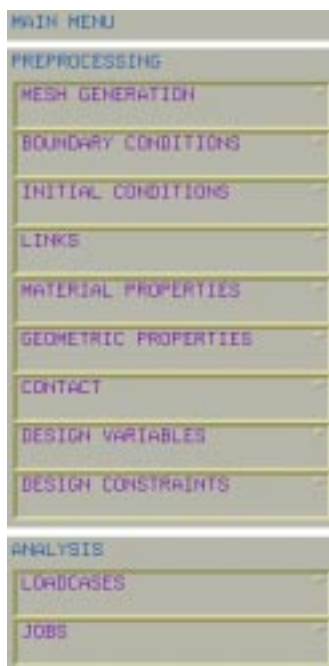 MAIN MENU
PREPROCESSING
MESH GENERATION
BOUNDARY CONDITIONS
INITIAL CONDITIONS
LINKS
MATERIAL PROPERTIES
GEOMETRIC PROPERTIES
CONTACT
DESIGN VARIABLES
DESIGN CONSTRAINTS
ANALYSIS
LOADCASES
JOBS